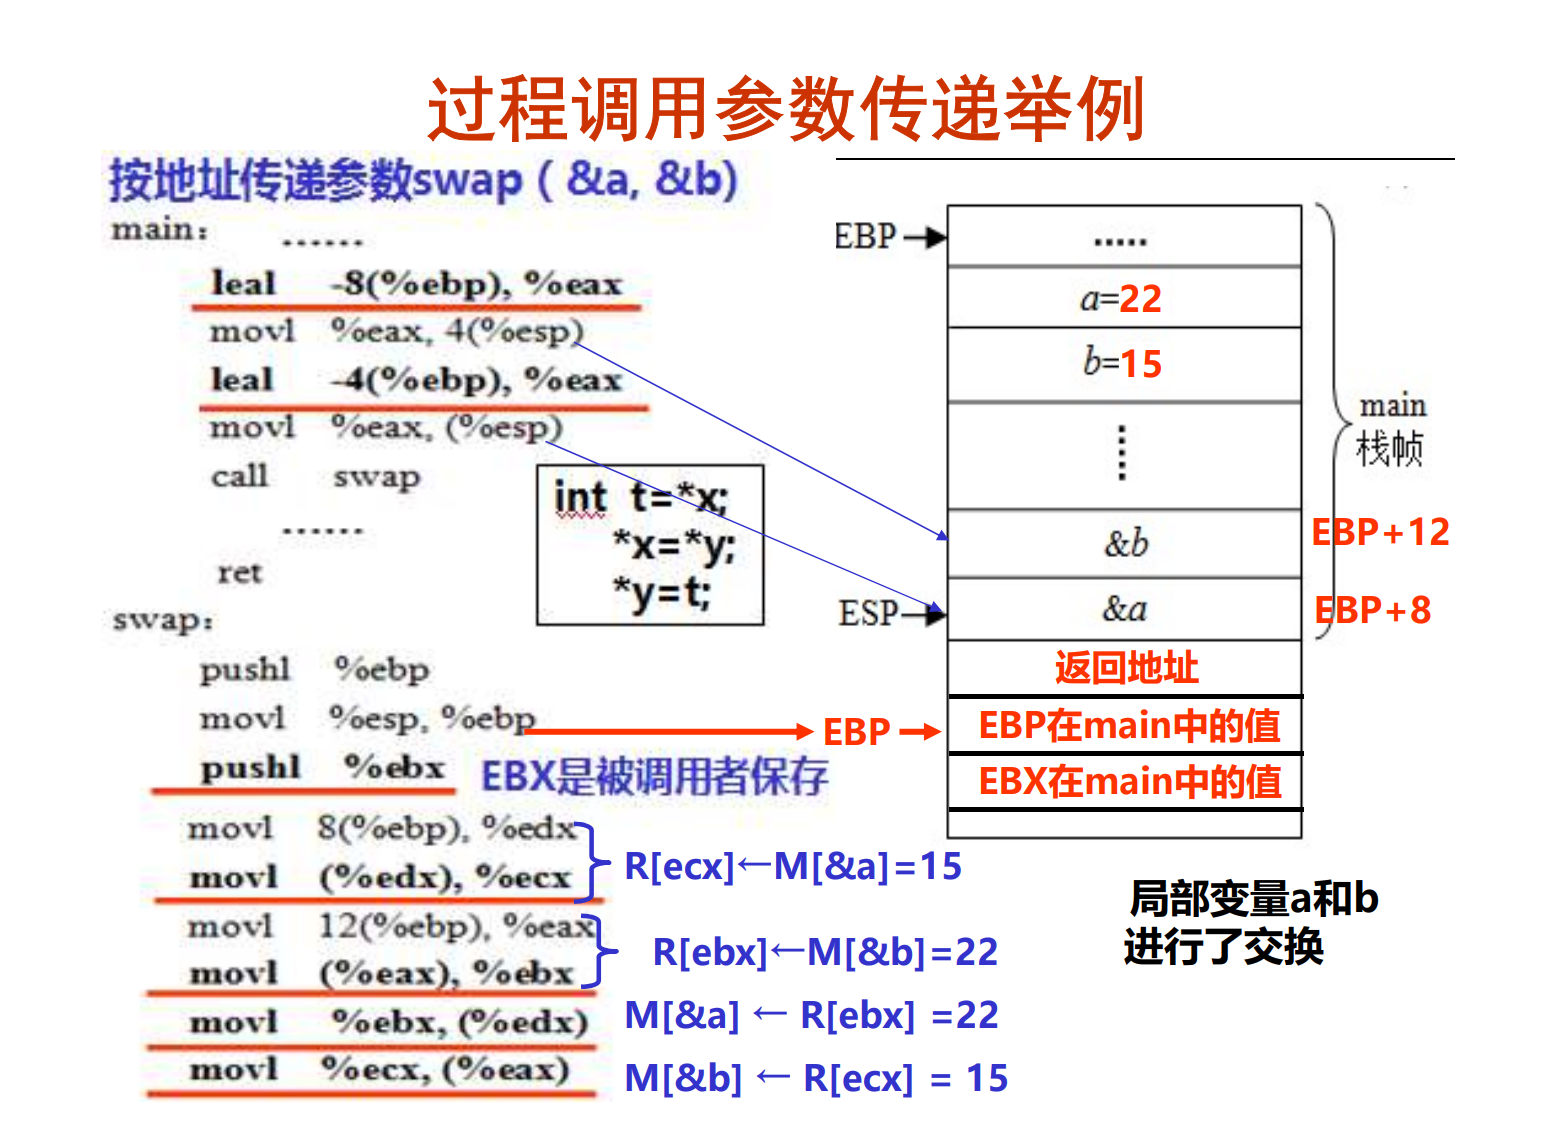 过程调用参数传递举例
按地址传递参数swap ( &a, &b)
main:
……
leal -8(%ebp), %eax
movl %eax, 4(%esp)
leal -4(%ebp), %eax
movl %eax, (%esp)
call swap
……
ret
swap:
pushl %ebp
movl %esp, %ebp
pushl %ebx
EBX是被调用者保存
movl 8(%ebp), %edx
movl (%edx), %ecx
movl 12(%ebp), %eax
movl (%eax), %ebx
movl %ebx, (%edx)
movl %ecx, (%eax)
int t=*x;
*x=*y;
*y=t;
R[ecx]←M[&a]=15
R[ebx]←M[&b]=22
M[&a] ← R[ebx] =22
M[&b] ← R[ecx] = 15
EBP
.....
a=22
b=15
&b
EBP+12
ESP
&a
EBP+8
main
栈帧
返回地址
EBP
EBP在main中的值
EBX在main中的值
局部变量a和b
进行了交换